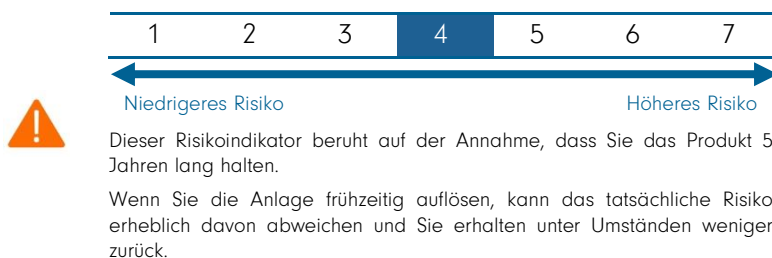 1 2 3 4 5 6 7
Niedrigeres Risiko Höheres Risiko
Dieser Risikoindikator beruht auf der Annahme, dass Sie das Produkt 5
Jahren lang halten.
Wenn Sie die Anlage frühzeitig auflösen, kann das tatsächliche Risiko
erheblich davon abweichen und Sie erhalten unter Umständen weniger
zurück.